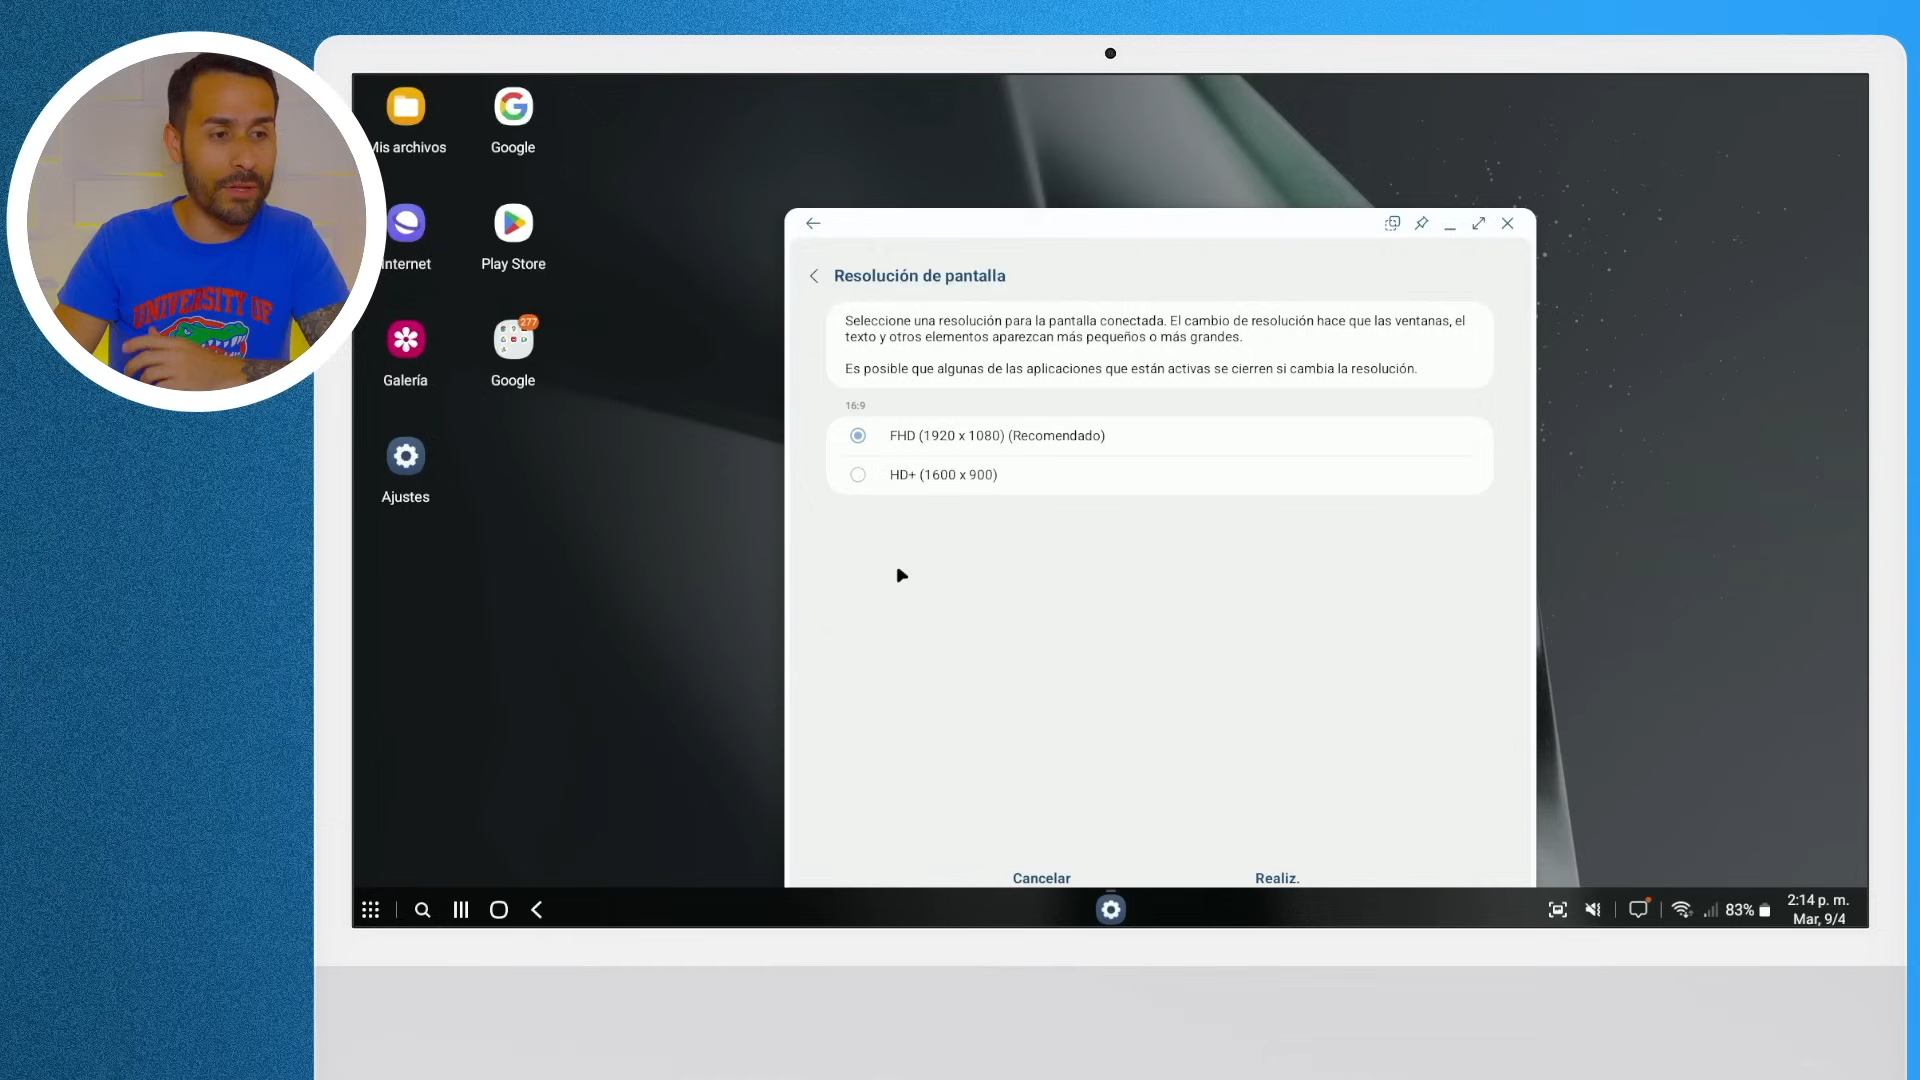 UNIVERSITY OF
Mis archivos
Google
Internet
Play Store
Galería
277
Google
Ajustes
Resolución de pantalla
Seleccione una resolución para la pantalla conectada. El cambio de resolución hace que las ventanas, el
texto y otros elementos aparezcan más pequeños o más grandes.
Es posible que algunas de las aplicaciones que están activas se cierren si cambia la resolución.
16:9
FHD (1920 x 1080) (Recomendado)
HD+ (1600 x 900)
Cancelar
Realiz.
83%
2:14 p. m.
Mar, 9/4